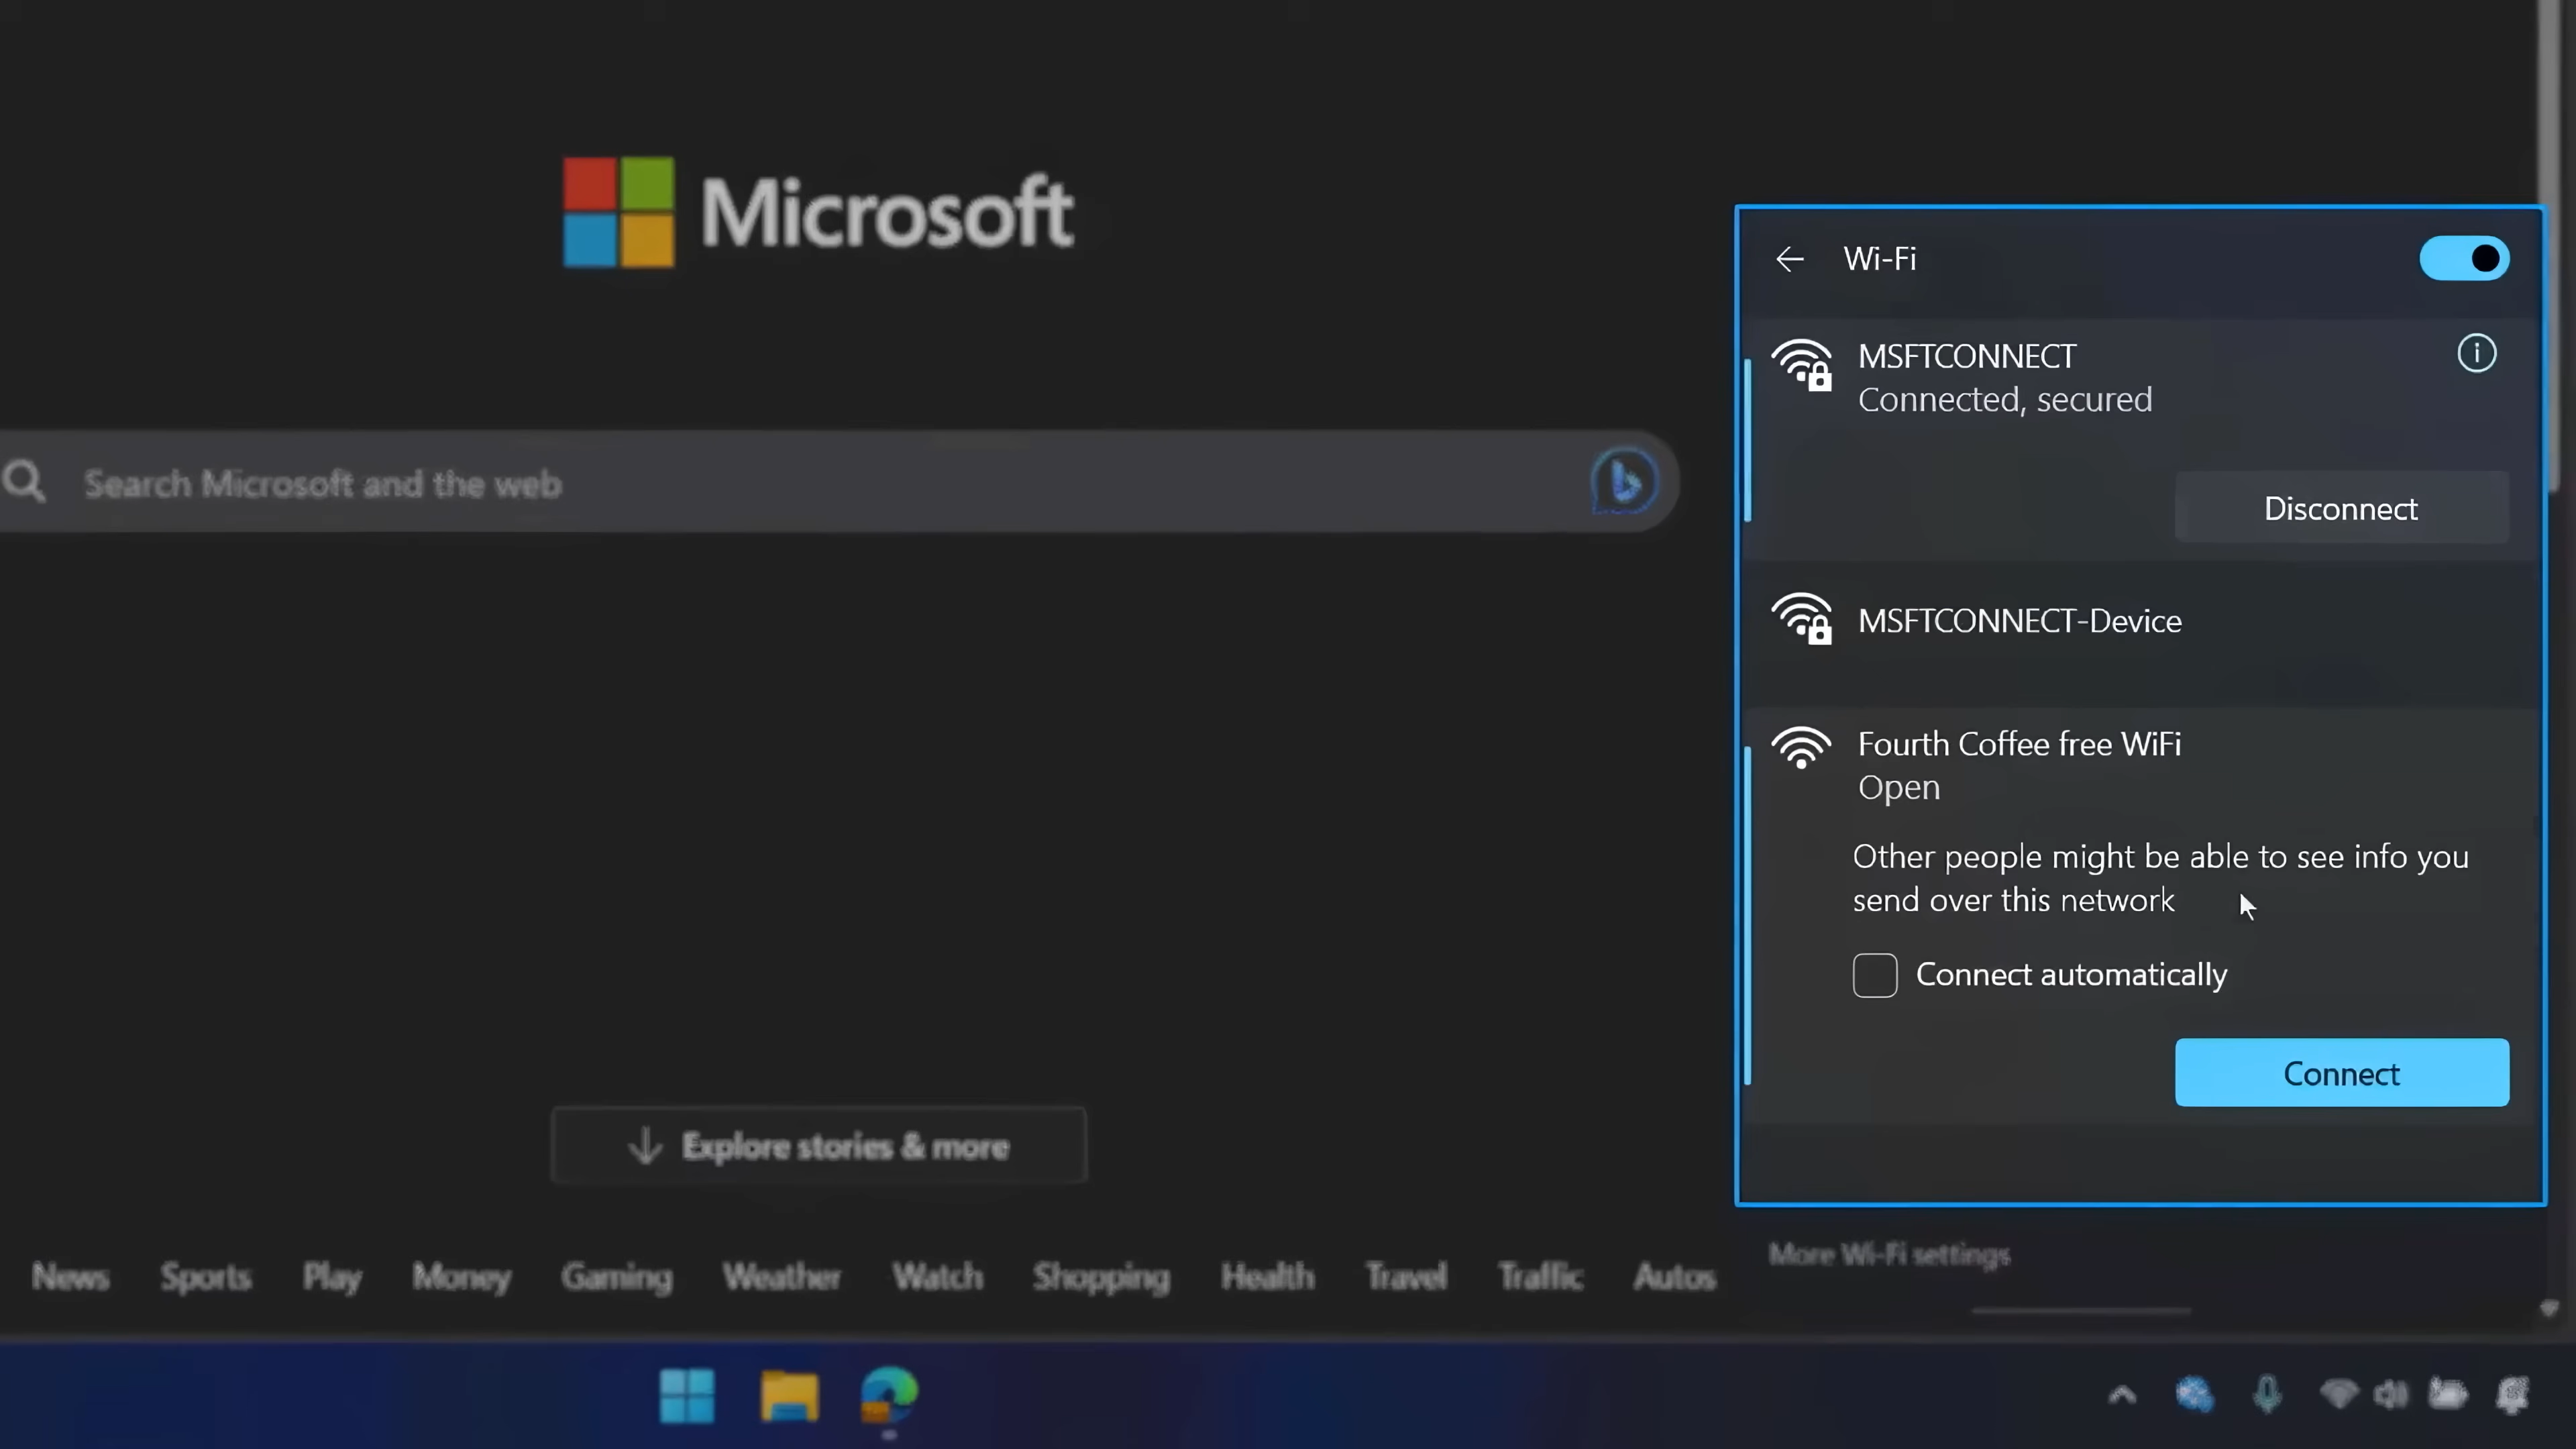 Microsoft
Search Microsoft and the web
Explore stories & more
News Sports Play Money Gaming Weather Watch Shopping Health Travel Traffic Autos
Wi-Fi
MSFTCONNECT
Connected, secured
Disconnect
MSFTCONNECT-Device
Fourth Coffee free WiFi
Open
Other people might be able to see info you
send over this network
Connect automatically
Connect
More Wi-Fi settings